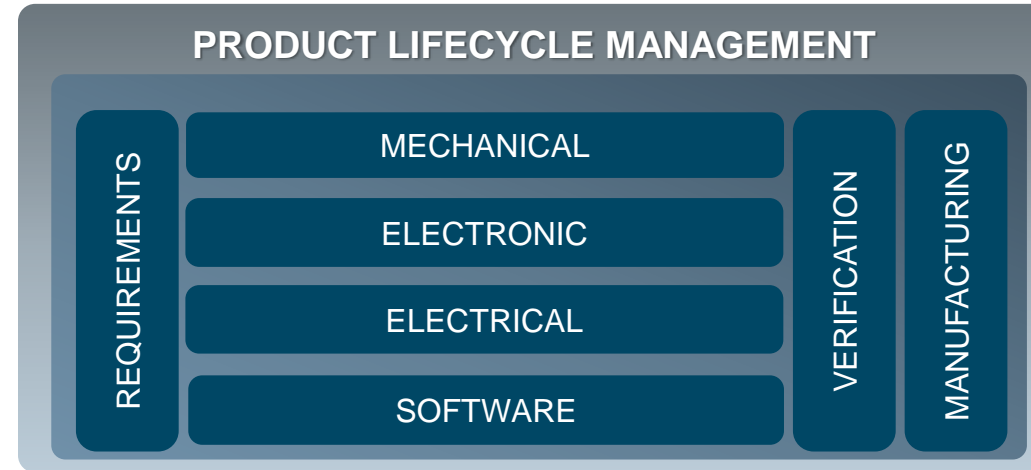 PRODUCT LIFECYCLE MANAGEMENT
REQUIREMENTS
MECHANICAL
ELECTRONIC
ELECTRICAL
SOFTWARE
VERIFICATION
MANUFACTURING